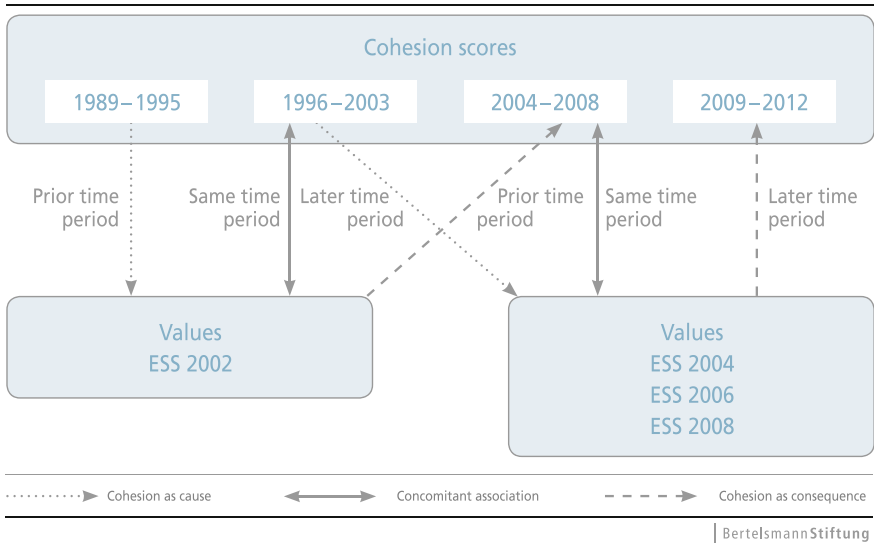 Cohesion scores
1989–1995
1996–2003
2004–2008
2009–2012
Prior time
period
Same time
period
Later time
period
Prior time
period
Same time
period
Later time
period
Values
ESS 2002
Values
ESS 2004
ESS 2006
ESS 2008
Cohesion as cause
Concomitant association
Cohesion as consequence
BertelsmannStiftung